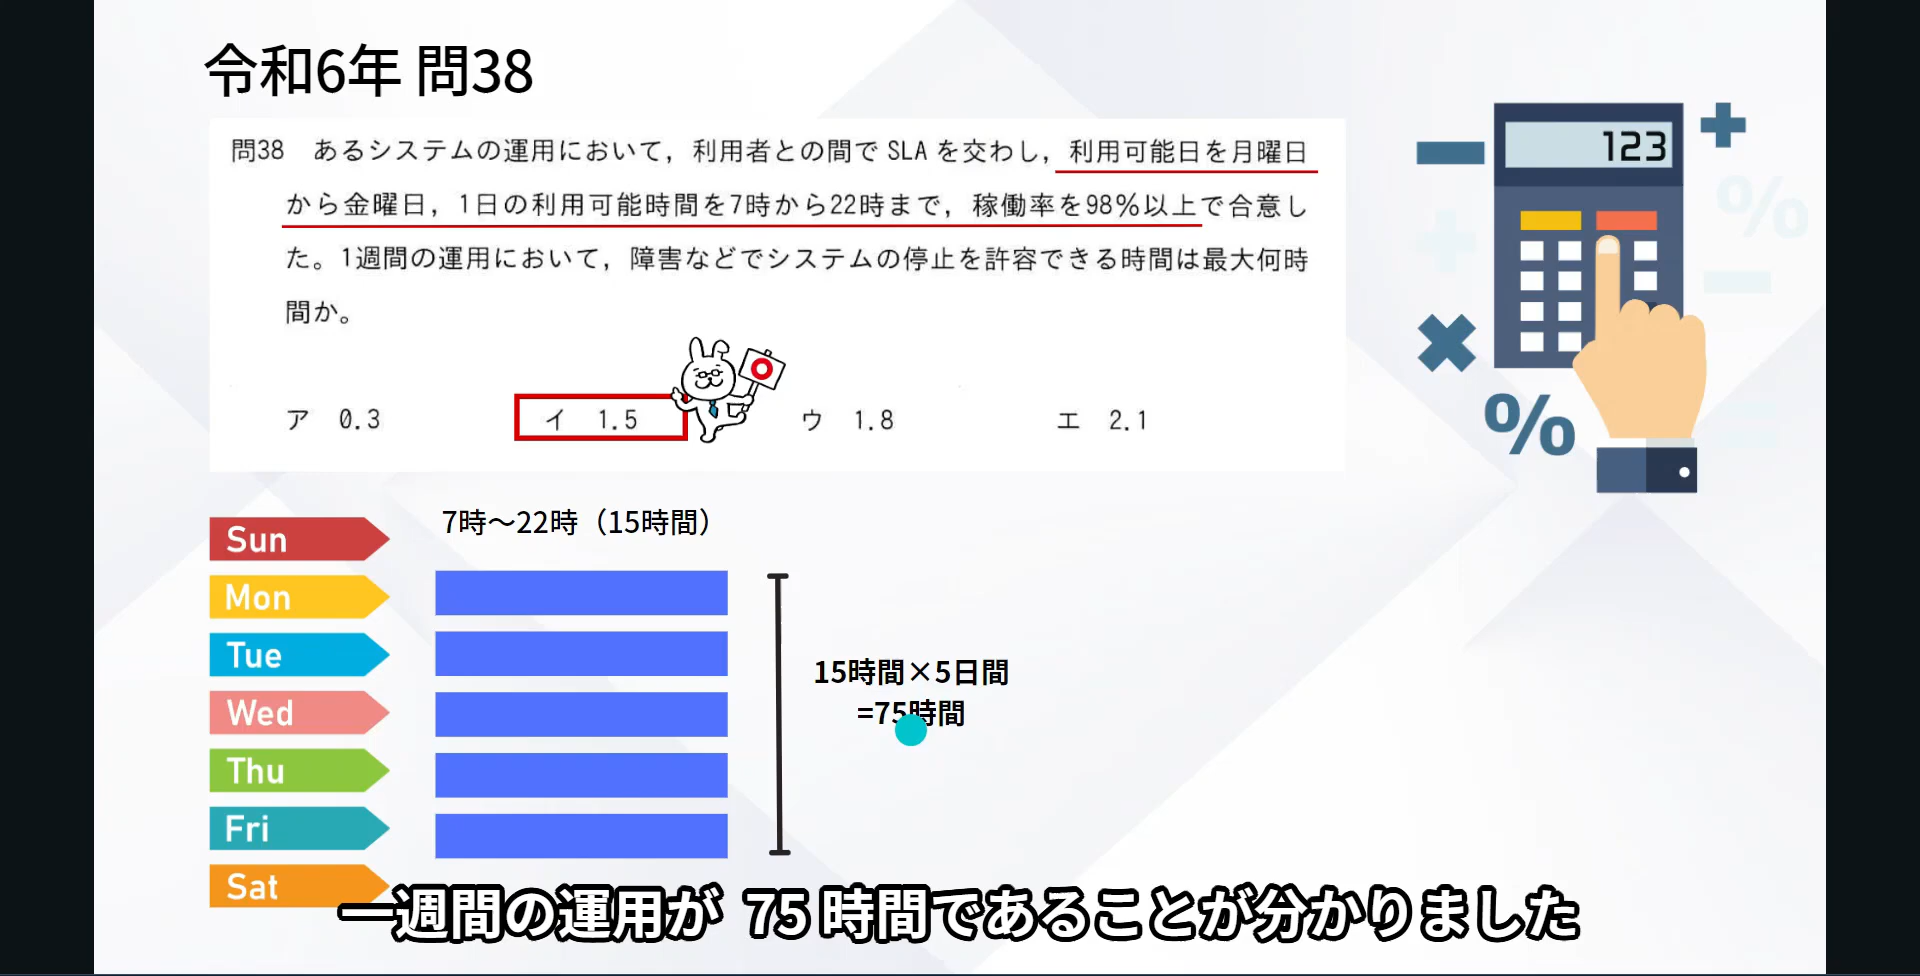 令和6年 問38
問38 あるシステムの運用において，利用者との間で SLA を交わし，利用可能日を月曜日
から金曜日，1日の利用可能時間を7時から22時まで，稼働率を98%以上で合意し
た。1週間の運用において，障害などでシステムの停止を許容できる時間は最大何時
間か。
ア 0.3 イ 1.5 ウ 1.8 エ 2.1
123
%
%
7時～22時（15時間）
Sun
Mon
Tue
Wed
Thu
Fri
Sat
15時間×5日間
=75時間
一週間の運用が 75 時間であることが分かりました